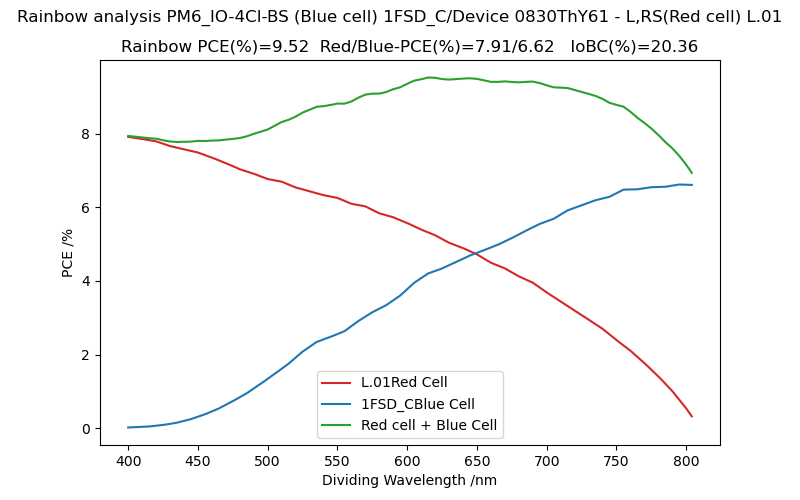 Rainbow analysis PM6_IO-4Cl-BS (Blue cell) 1FSD_C/Device 0830ThY61 - L,RS(Red cell) L.01
Rainbow PCE(%)=9.52  Red/Blue-PCE(%)=7.91/6.62   IoBC(%)=20.36
8
6
4
2
0
PCE /%
L.01Red Cell
1FSD_CBlue Cell
Red cell + Blue Cell
400 450 500 550 600 650 700 750 800
Dividing Wavelength /nm